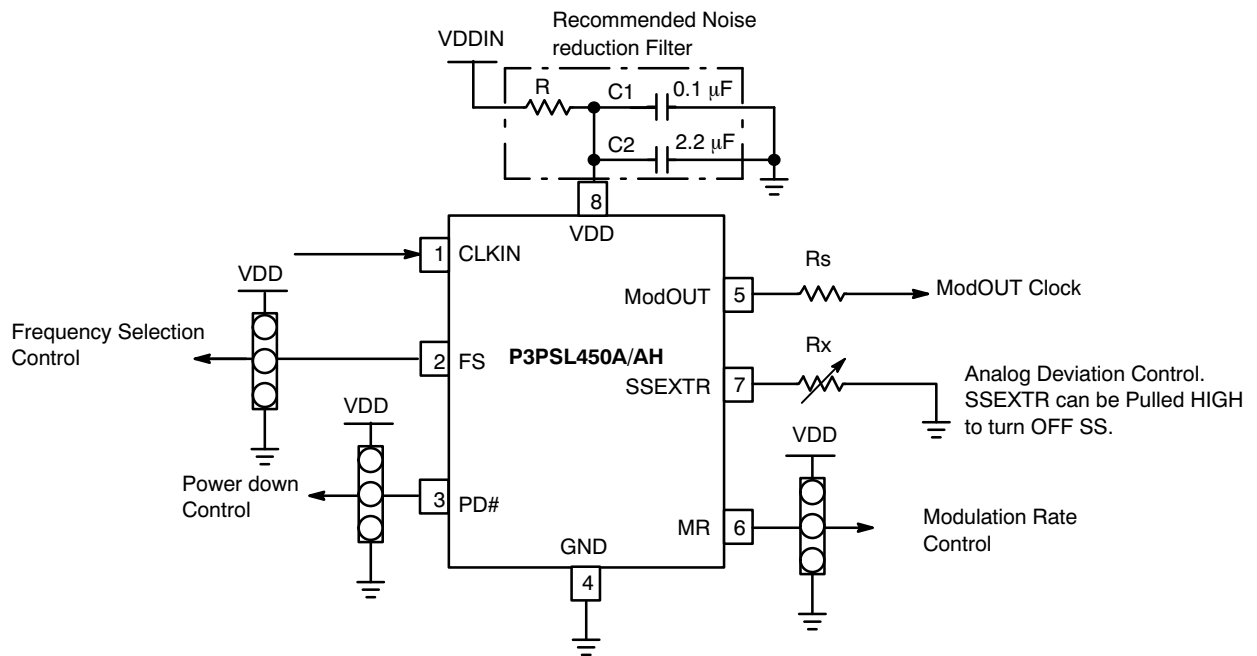 Recommended Noise
reduction Filter
VDDIN
R
C1
0.1 μF
C2
2.2 μF
8
VDD
1
CLKIN
VDD
Rs
ModOUT
5
ModOUT Clock
Frequency Selection
Control
2
FS
P3PSL450A/AH
Rx
SSEXTR
7
Analog Deviation Control.
SSEXTR can be Pulled HIGH
to turn OFF SS.
VDD
VDD
Power down
Control
3
PD#
MR
6
Modulation Rate
Control
GND
4